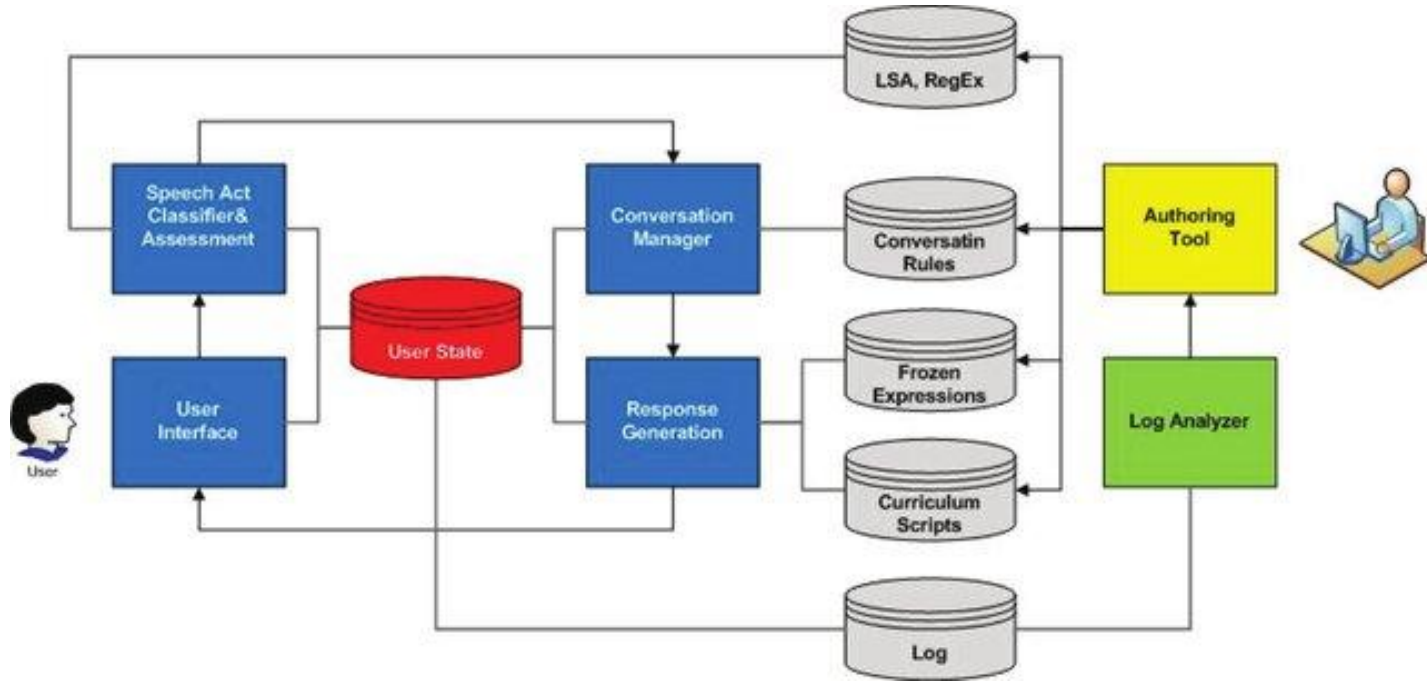 LSA, RegEx
Speech Act
Classifier&
Assessment
Conversation
Manager
Conversatin
Rules
Authoring
Tool
User State
User
Interface
Response
Generation
Frozen
Expressions
Log Analyzer
User
Curriculum
Scripts
Log